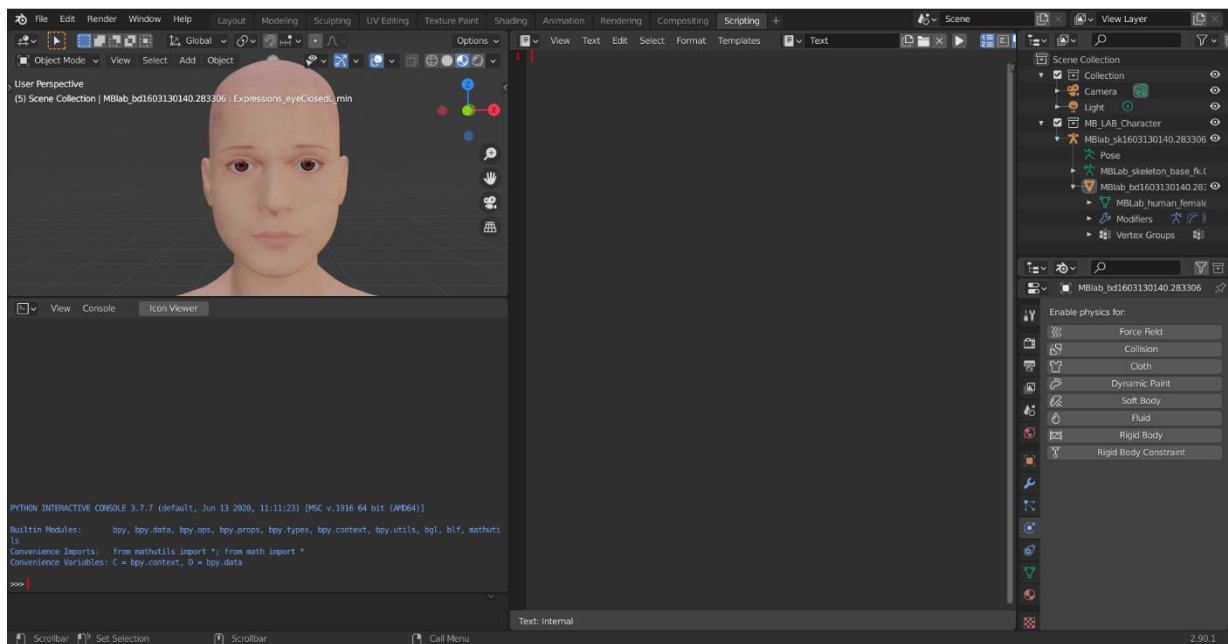 File Edit Render Window Help
Layout Modeling Sculpting UV Editing Texture Paint Shading Animation Rendering Compositing Scripting +
Scene
View Layer
Global
Options
Object Mode View Select Add Object
User Perspective
(5) Scene Collection | MBlab_bd1603130140.283306 : Expressions_eyeClosedL_min
Z
X
View Text Edit Select Format Templates
Text
1
Scene Collection
Collection
Camera
Light
MB_LAB_Character
MBlab_sk1603130140.283306
Pose
MBLab_skeleton_base_fk.(
MBlab_bd1603130140.28
MBLab_human_female
Modifiers
Vertex Groups
View Console Icon Viewer
PYTHON INTERACTIVE CONSOLE 3.7.7 (default, Jun 13 2020, 11:11:23) [MSC v.1916 64 bit (AMD64)]
Builtin Modules: bpy, bpy.data, bpy.ops, bpy.props, bpy.types, bpy.context, bpy.utils, bgl, blf, mathuti
ls
Convenience Imports: from mathutils import *; from math import *
Convenience Variables: C = bpy.context, D = bpy.data
>>>
MBlab_bd1603130140.283306
Enable physics for:
Force Field
Collision
Cloth
Dynamic Paint
Soft Body
Fluid
Rigid Body
Rigid Body Constraint
Text: Internal
Scrollbar Set Selection Scrollbar Call Menu 2.90.1